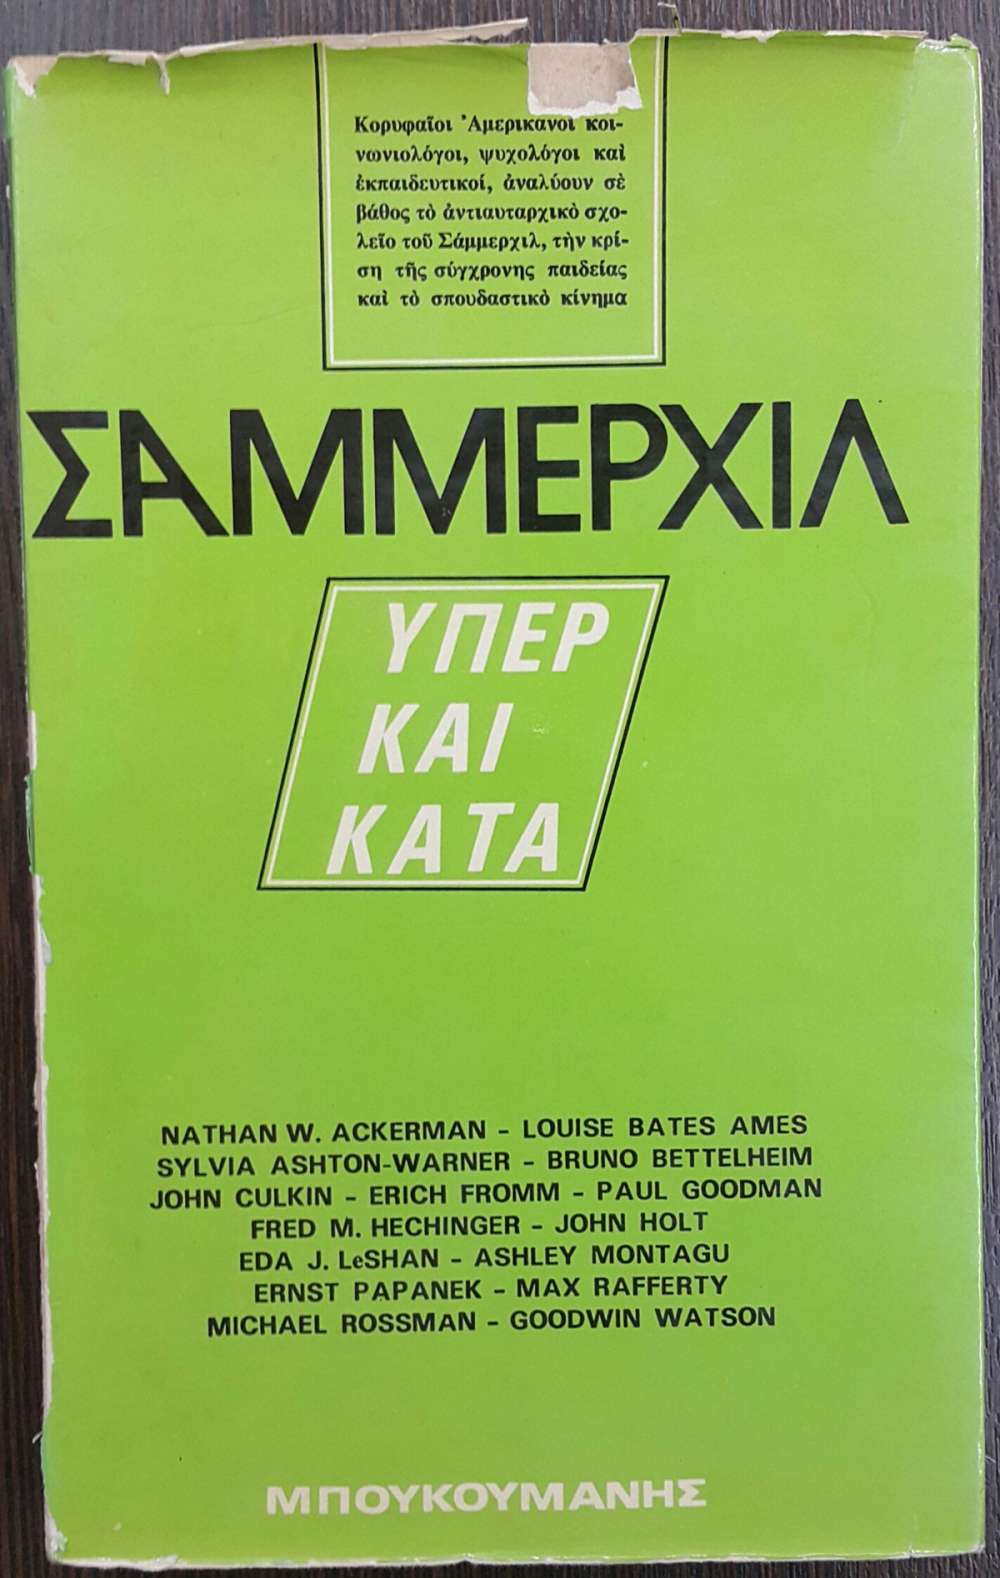 Κορυφαῖοι Ἀμερικανοὶ κοι-
νωνιολόγοι, ψυχολόγοι καὶ
ἐκπαιδευτικοί, ἀναλύουν σὲ
βάθος τὸ ἀντιαυταρχικὸ σχο-
λεῖο τοῦ Σάμμερχιλ, τὴν κρί-
ση τῆς σύγχρονης παιδείας
καὶ τὸ σπουδαστικὸ κίνημα
ΣΑΜΜΕΡΧΙΛ
ΥΠΕΡ
ΚΑΙ
ΚΑΤΑ
NATHAN W. ACKERMAN – LOUISE BATES AMES
SYLVIA ASHTON-WARNER – BRUNO BETTELHEIM
JOHN CULKIN – ERICH FROMM – PAUL GOODMAN
FRED M. HECHINGER – JOHN HOLT
EDA J. LeSHAN – ASHLEY MONTAGU
ERNST PAPANEK – MAX RAFFERTY
MICHAEL ROSSMAN – GOODWIN WATSON
ΜΠΟΥΚΟΥΜΑΝΗΣ